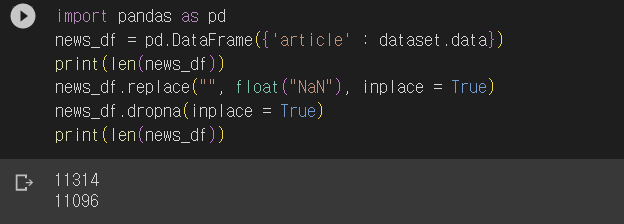 import pandas as pd
news_df = pd.DataFrame({'article' : dataset.data})
print(len(news_df))
news_df.replace("", float("NaN"), inplace = True)
news_df.dropna(inplace = True)
print(len(news_df))
11314
11096